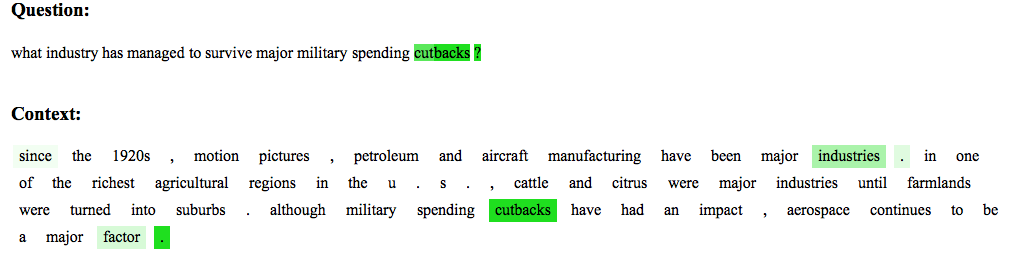 Question:
what industry has managed to survive major military spending cutbacks ?
Context:
since the 1920s , motion pictures , petroleum and aircraft manufacturing have been major industries . in one
of the richest agricultural regions in the u . s . , cattle and citrus were major industries until farmlands
were turned into suburbs . although military spending cutbacks have had an impact , aerospace continues to be
a major factor .